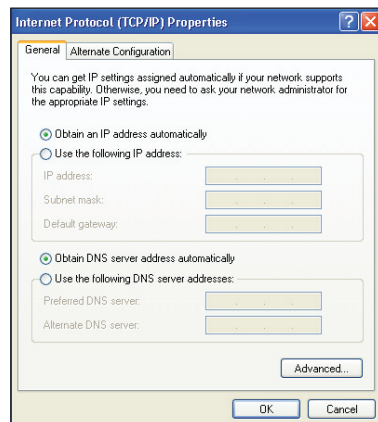 Internet Protocol (TCP/IP) Properties
General
Alternate Configuration
You can get IP settings assigned automatically if your network supports
this capability. Otherwise, you need to ask your network administrator for
the appropriate IP settings.
Obtain an IP address automatically
Use the following IP address:
IP address:
Subnet mask:
Default gateway:
Obtain DNS server address automatically
Use the following DNS server addresses:
Preferred DNS server:
Alternate DNS server:
Advanced...
OK
Cancel